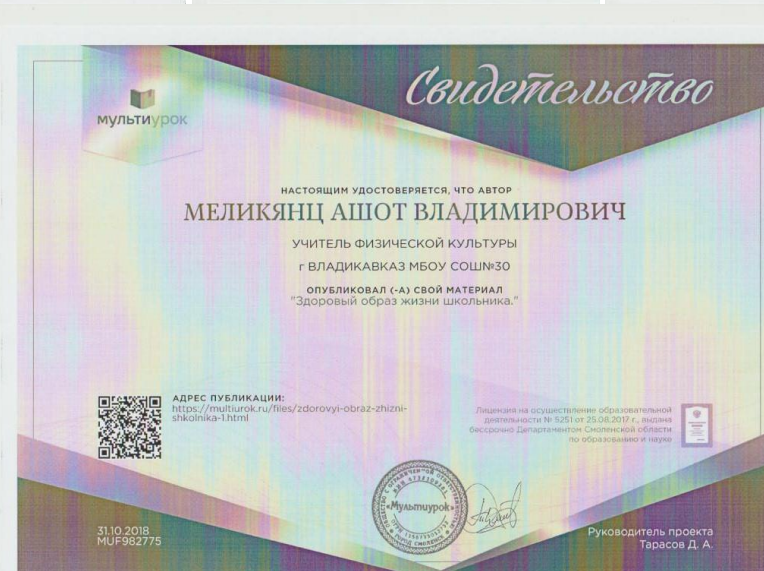 Свидетельство
мультиурок
НАСТОЯЩИМ УДОСТОВЕРЯЕТСЯ, ЧТО АВТОР
МЕЛИКЯНЦ АШОТ ВЛАДИМИРОВИЧ
УЧИТЕЛЬ ФИЗИЧЕСКОЙ КУЛЬТУРЫ
г ВЛАДИКАВКАЗ МБОУ СОШ№30
ОПУБЛИКОВАЛ (-А) СВОЙ МАТЕРИАЛ
"Здоровый образ жизни школьника."
АДРЕС ПУБЛИКАЦИИ:
https://multiurok.ru/files/zdorovyi-obraz-zhizni-
shkolnika-1.html
Лицензия на осуществление образовательной
деятельности № 5251 от 25.08.2017 г., выдана
бессрочно Департаментом Смоленской области
по образованию и науке
«Мультиурок»
ГОРОД СМОЛЕНСК
31.10.2018
MUF982775
Руководитель проекта
Тарасов Д. А.